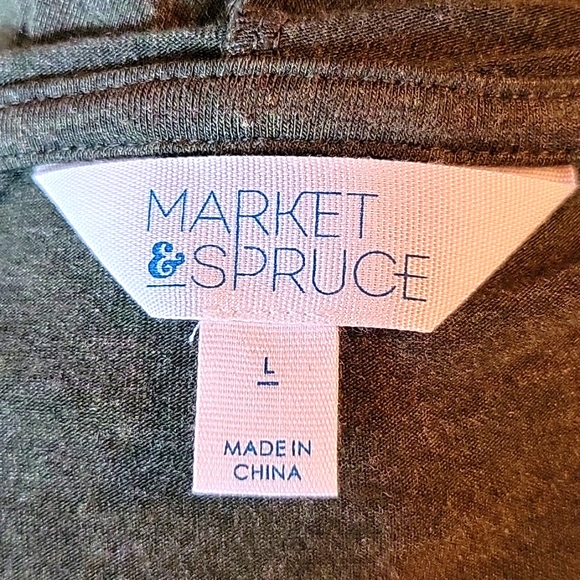 MARKET
& SPRUCE
L
MADE IN
CHINA